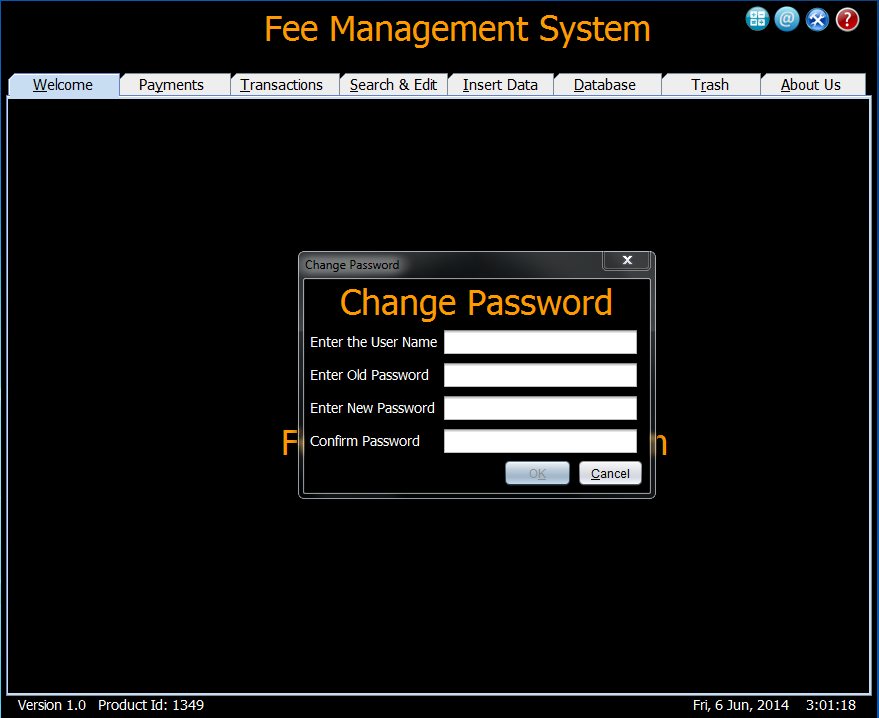 Fee Management System
Welcome Payments Transactions Search & Edit Insert Data Database Trash About Us
Change Password
Change Password
Enter the User Name
Enter Old Password
Enter New Password
Confirm Password
OK Cancel
Version 1.0 Product Id: 1349 Fri, 6 Jun, 2014 3:01:18